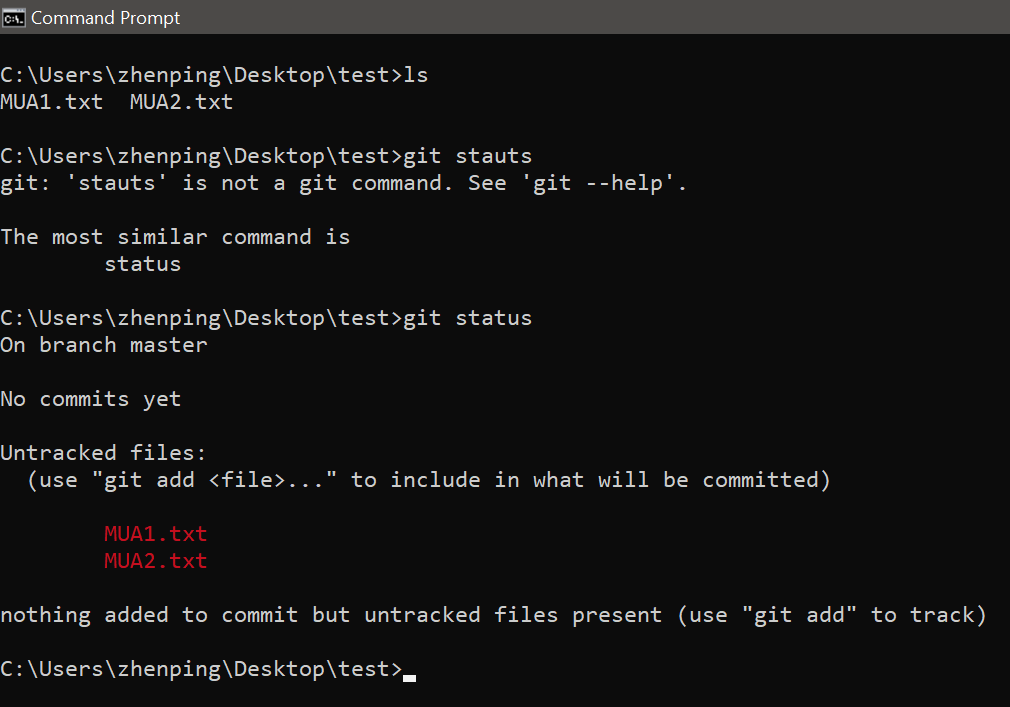 Command Prompt
C:\Users\zhenping\Desktop\test>ls
MUA1.txt  MUA2.txt
C:\Users\zhenping\Desktop\test>git stauts
git: 'stauts' is not a git command. See 'git --help'.
The most similar command is
        status
C:\Users\zhenping\Desktop\test>git status
On branch master
No commits yet
Untracked files:
  (use "git add <file>..." to include in what will be committed)
        MUA1.txt
        MUA2.txt
nothing added to commit but untracked files present (use "git add" to track)
C:\Users\zhenping\Desktop\test>